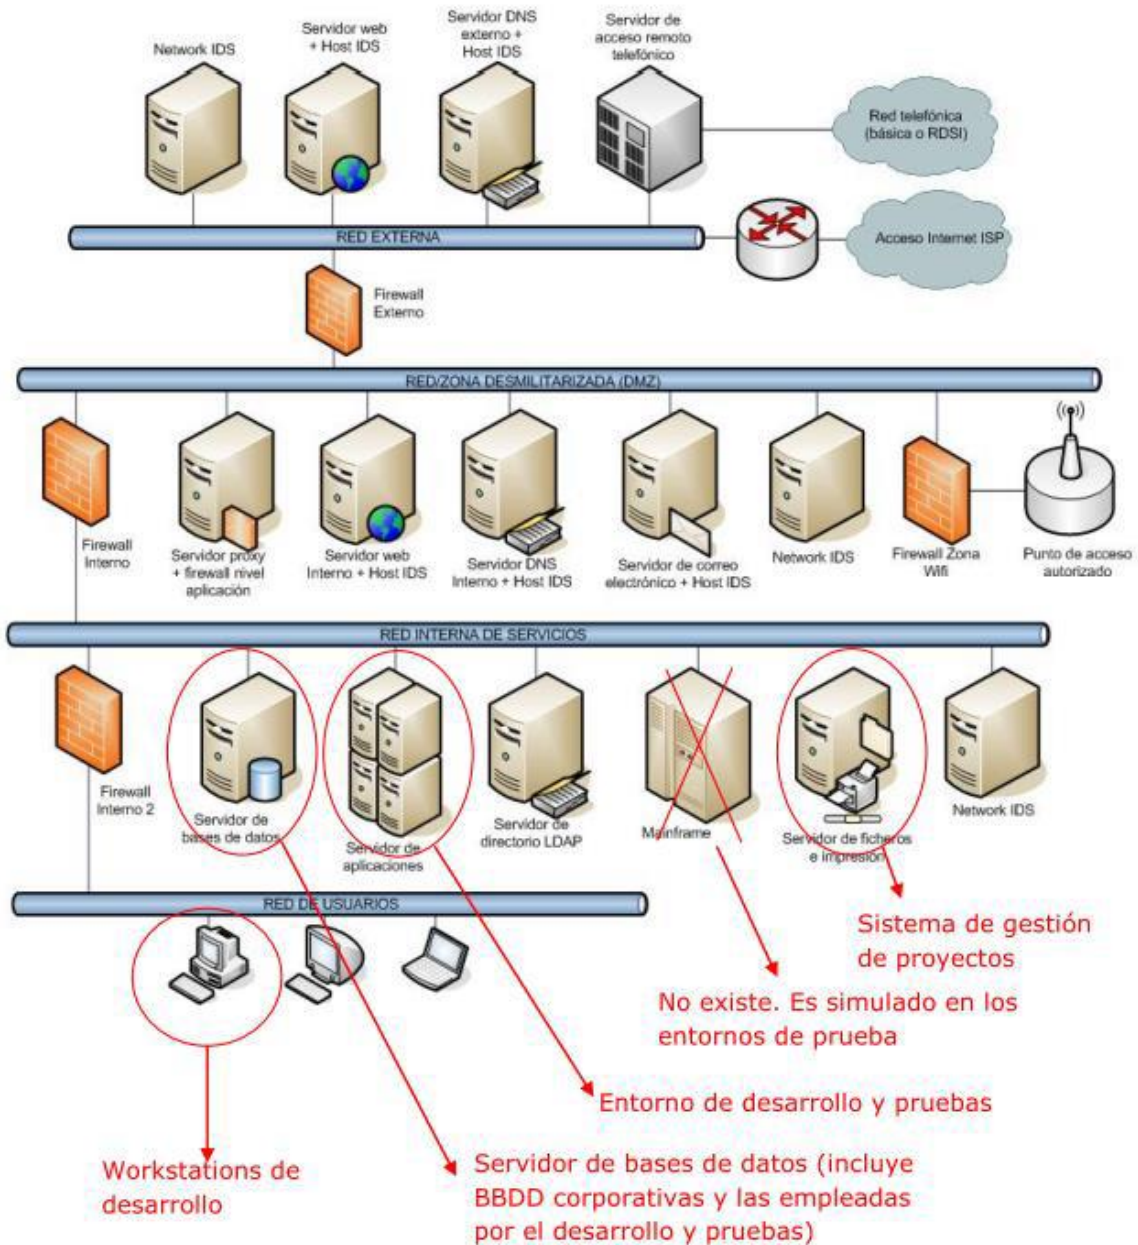 Network IDS
Servidor web
+ Host IDS
Servidor DNS
externo +
Host IDS
Servidor de
acceso remoto
telefónico
Red telefónica
(básica o RDSI)
RED EXTERNA
Acceso Internet ISP
Firewall
Externo
RED/ZONA DESMILITARIZADA (DMZ)
Firewall
Interno
Servidor proxy
+ firewall nivel
aplicación
Servidor web
Interno + Host IDS
Servidor DNS
Interno + Host IDS
Servidor de correo
electrónico + Host IDS
Network IDS
Firewall Zona
Wifi
Punto de acceso
autorizado
RED INTERNA DE SERVICIOS
Firewall
Interno 2
Servidor de
bases de datos
Servidor de
aplicaciones
Servidor de
directorio LDAP
Mainframe
Servidor de ficheros
e impresión
Network IDS
RED DE USUARIOS
Sistema de gestión
de proyectos
No existe. Es simulado en los
entornos de prueba
Entorno de desarrollo y pruebas
Workstations de
desarrollo
Servidor de bases de datos (incluye
BBDD corporativas y las empleadas
por el desarrollo y pruebas)